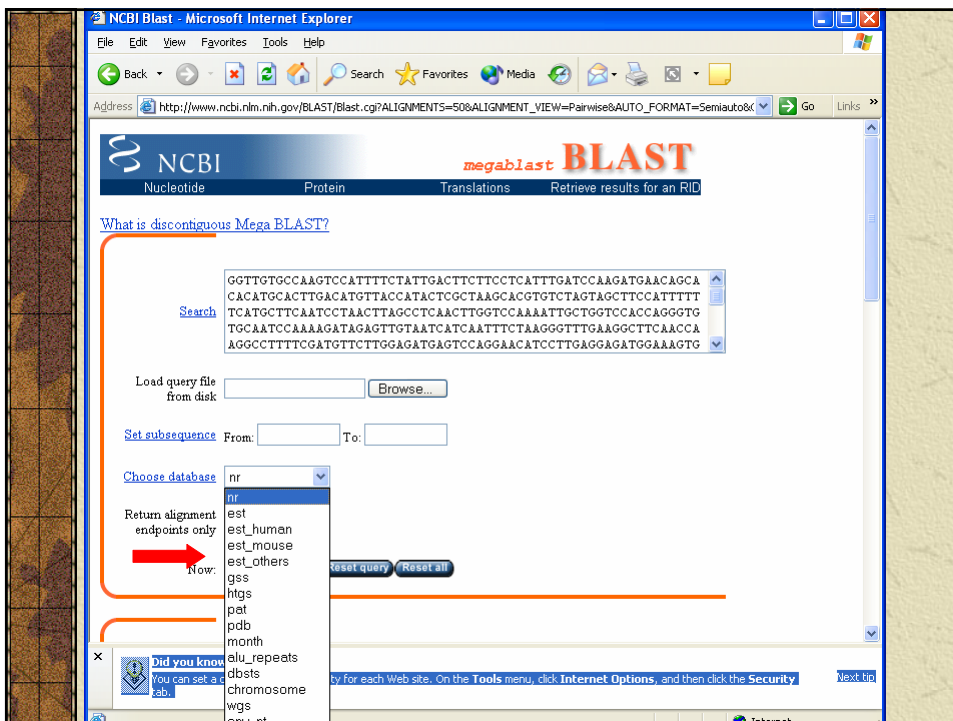 NCBI Blast - Microsoft Internet Explorer
File Edit View Favorites Tools Help
Back Search Favorites Media
Address http://www.ncbi.nlm.nih.gov/BLAST/Blast.cgi?ALIGNMENTS=50&ALIGNMENT_VIEW=Pairwise&AUTO_FORMAT=Semiauto&( Go Links »
NCBI megablast BLAST
Nucleotide Protein Translations Retrieve results for an RID
What is discontiguous Mega BLAST?
GGTTGTGCCAAGTCCATTTTCTATTGACTTCTTCCTCATTTGATCCAAGATGAACAGCA
CACATGCACTTGACATGTTACCATACTCGCTAAGCACGTGTCTAGTAGCTTCCATTTTT
Search TCATGCTTCAATCCTAACTTAGCCTCAACTTGGTCCAAAATTGCTGGTCCACCAGGGTG
TGCAATCCAAAAGATAGAGTTGTAATCATCAATTTCTAAGGGTTTGAAGGCTTCAACCA
AGGCCTTTTCGATGTTCTTGGAGATGAGTCCAGGAACATCCTTGAGGAGATGGAAAGTG
Load query file
from disk Browse...
Set subsequence From: To:
Choose database nr
nr
Return alignment est
endpoints only est_human
est_mouse
est_others
Now: Reset query Reset all
gss
htgs
pat
pdb
month
alu_repeats
Did you know
dbsts
You can set a ty for each Web site. On the Tools menu, click Internet Options, and then click the Security Next tip
tab.
chromosome
wgs
Internet